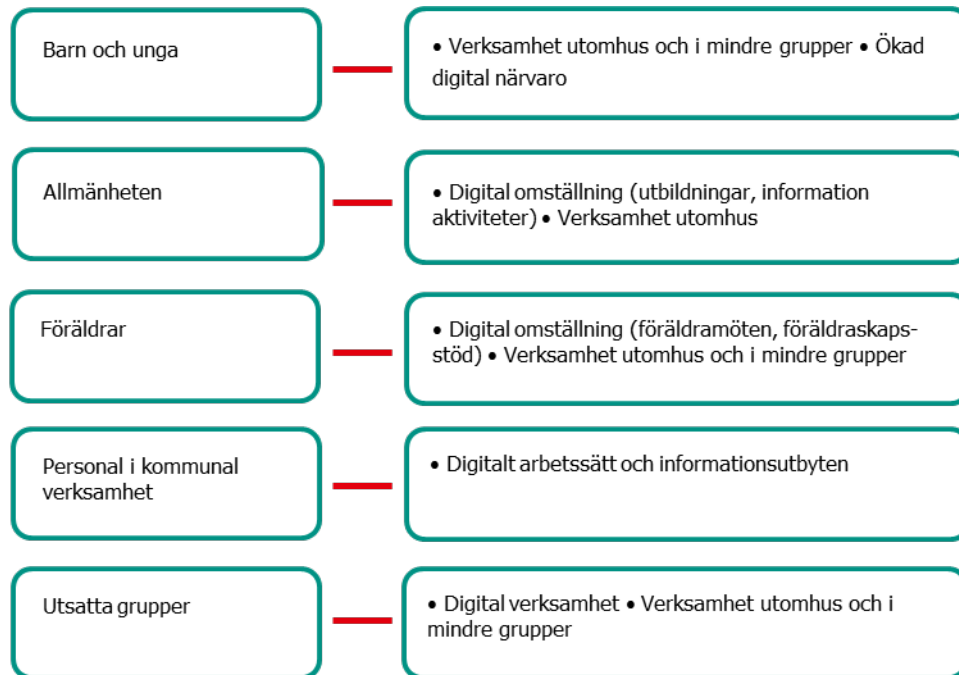 Barn och unga
• Verksamhet utomhus och i mindre grupper • Ökad
digital närvaro
Allmänheten
• Digital omställning (utbildningar, information
aktiviteter) • Verksamhet utomhus
Föräldrar
• Digital omställning (föräldramöten, föräldraskaps-
stöd) • Verksamhet utomhus och i mindre grupper
Personal i kommunal
verksamhet
• Digitalt arbetssätt och informationsutbyten
Utsatta grupper
• Digital verksamhet • Verksamhet utomhus och i
mindre grupper